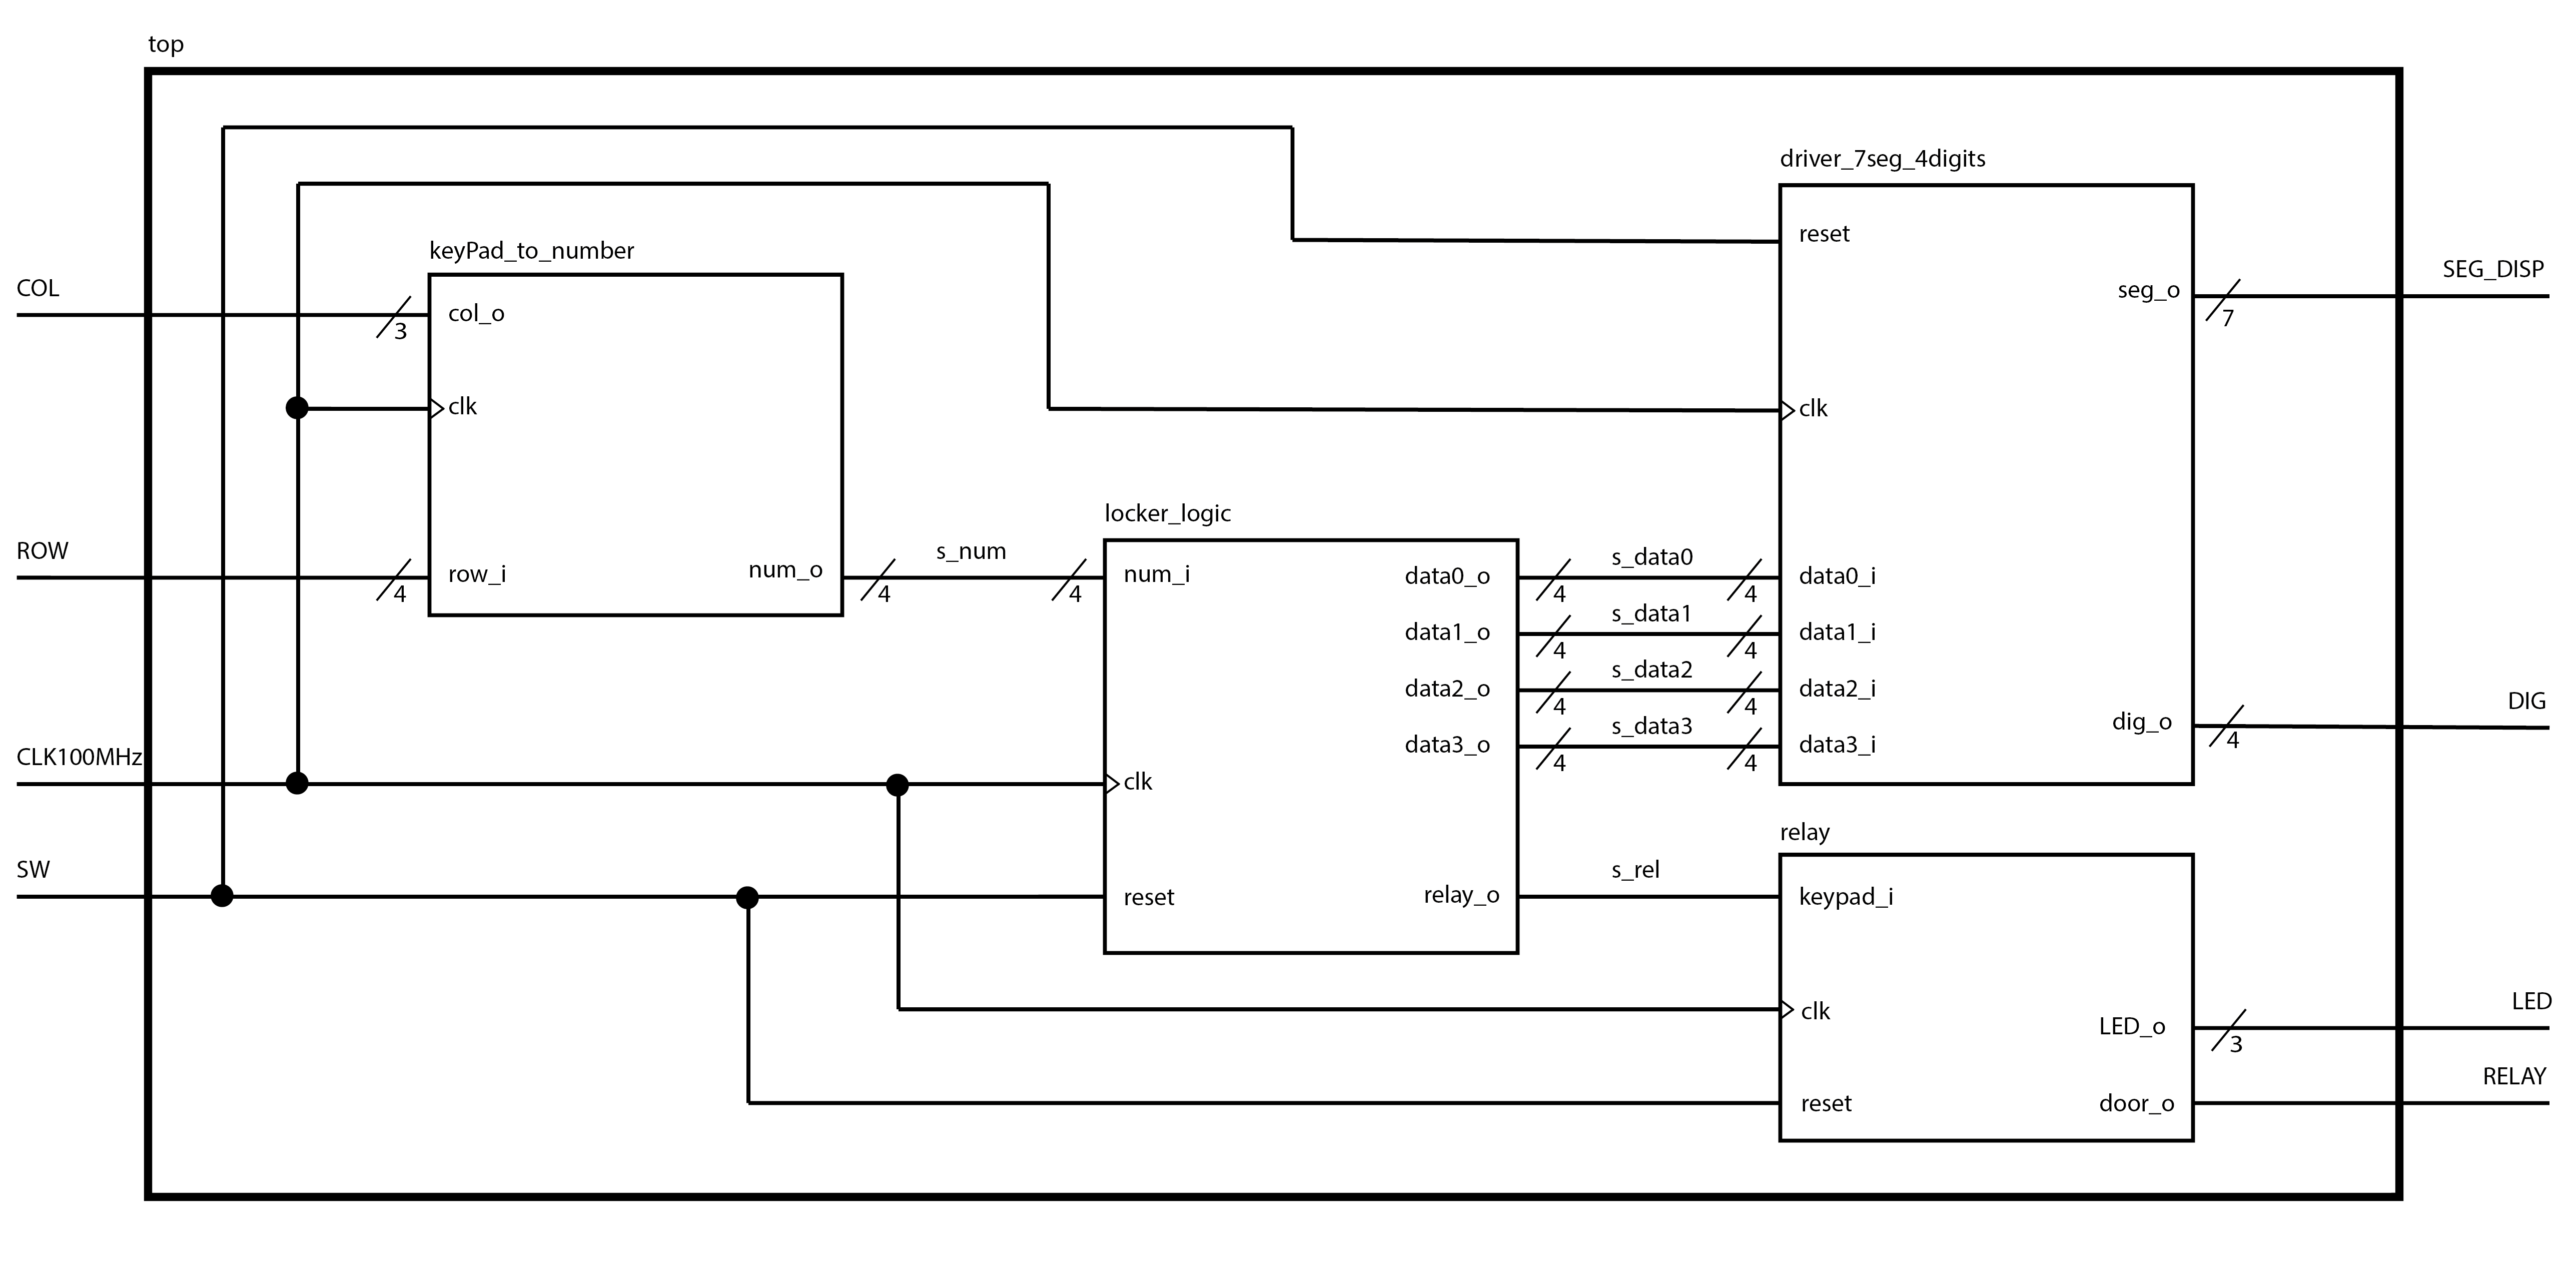 top
driver_7seg_4digits
reset
keyPad_to_number
SEG_DISP
COL
seg_o
col_o
7
3
clk
clk
locker_logic
ROW
s_num
s_data0
row_i
num_o
num_i
data0_o
data0_i
4
4
4
4
4
s_data1
data1_o
data1_i
4
4
s_data2
data2_o
data2_i
DIG
4
4
s_data3
dig_o
data3_o
data3_i
4
CLK100MHz
4
4
clk
relay
SW
s_rel
reset
relay_o
keypad_i
LED
clk
LED_o
3
RELAY
reset
door_o